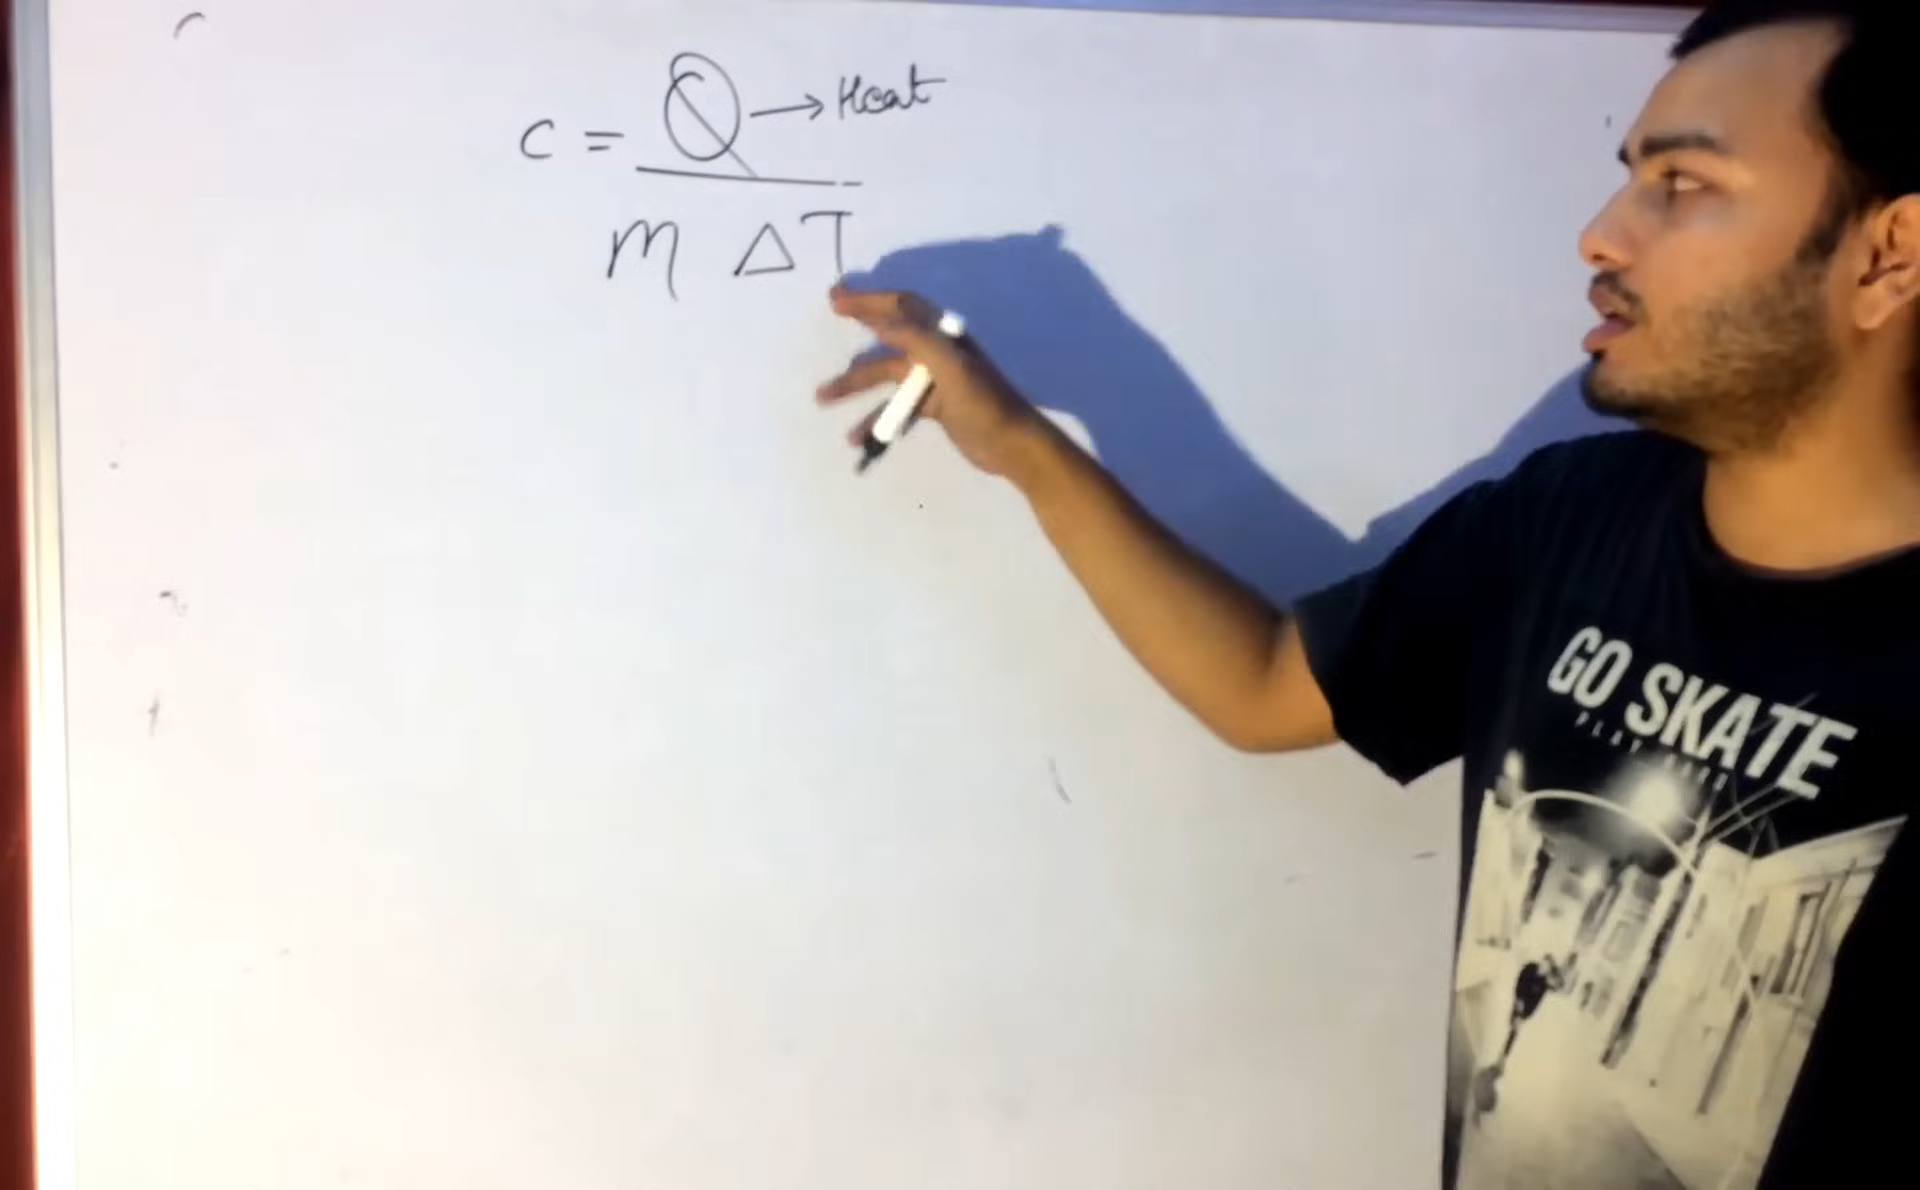 c = Q → Heat
m ΔT
GO SKATE